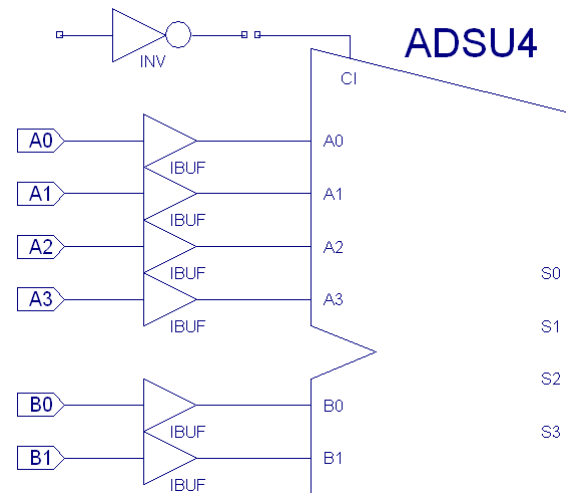 ADSU4
INV
CI
A0
IBUF
A0
A1
IBUF
A1
A2
IBUF
A2
S0
A3
IBUF
A3
S1
S2
B0
IBUF
B0
S3
B1
IBUF
B1